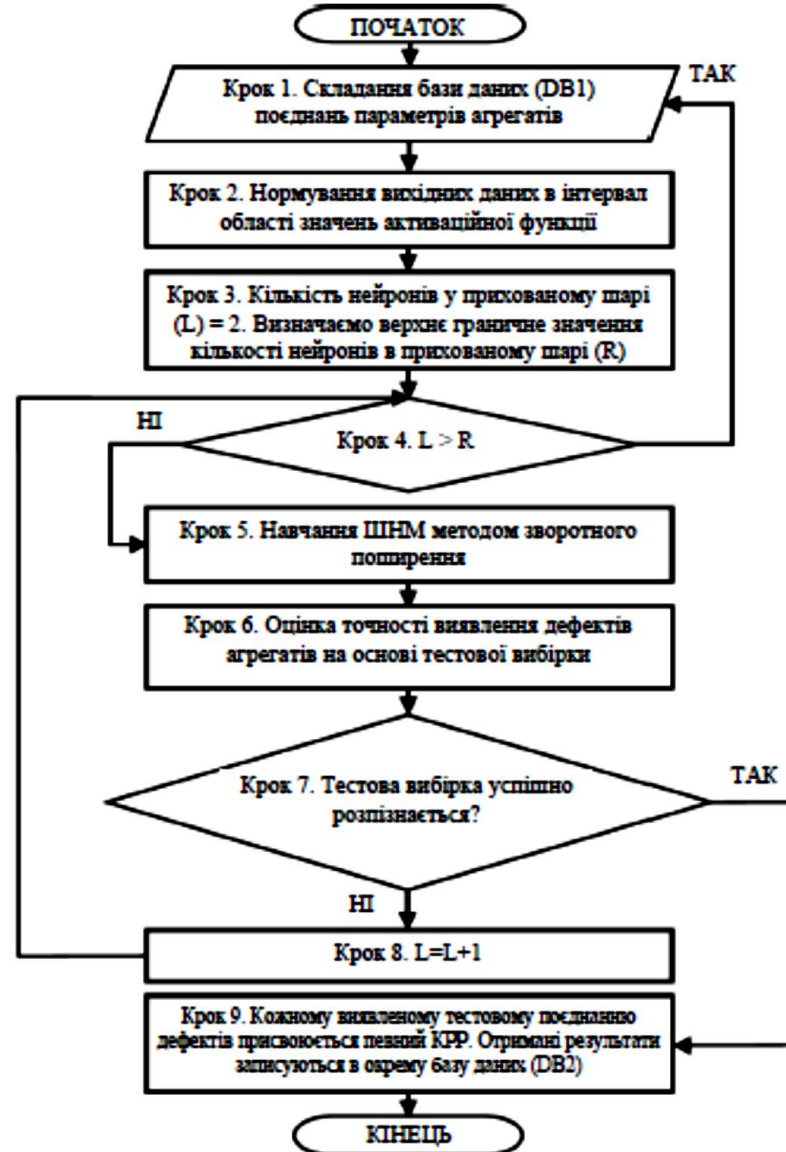 ПОЧАТОК
Крок 1. Складання бази даних (DB1)
поєднань параметрів агрегатів
ТАК
Крок 2. Нормування вихідних даних в інтервал
області значень активаційної функції
Крок 3. Кількість нейронів у прихованому шарі
(L) = 2. Визначаємо верхнє граничне значення
кількості нейронів в прихованому шарі (R)
НІ
Крок 4. L > R
Крок 5. Навчання ШНМ методом зворотного
поширення
Крок 6. Оцінка точності виявлення дефектів
агрегатів на основі тестової вибірки
Крок 7. Тестова вибірка успішно
розпізнається?
ТАК
НІ
Крок 8. L=L+1
Крок 9. Кожному виявленому тестовому поєднанню
дефектів присвоюється певний КРР. Отримані результати
записуються в окрему базу даних (DB2)
КІНЕЦЬ